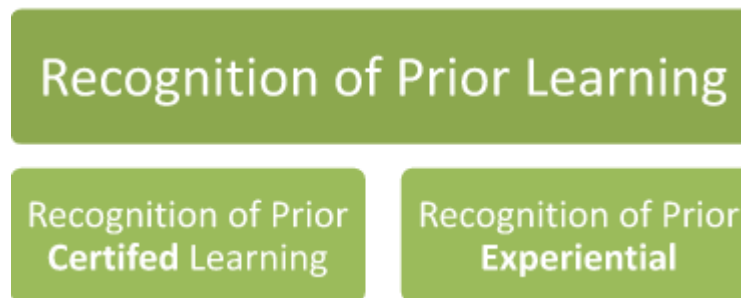 Recognition of Prior Learning
Recognition of Prior
Certifed Learning
Recognition of Prior
Experiential